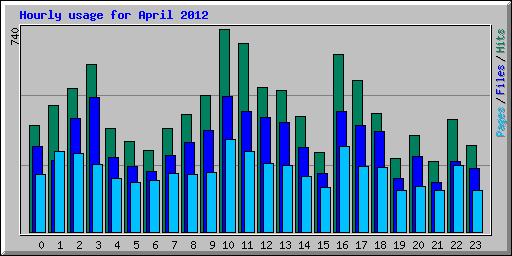 Hourly usage for April 2012
740
Pages / Files / Hits
0 1 2 3 4 5 6 7 8 9 10 11 12 13 14 15 16 17 18 19 20 21 22 23